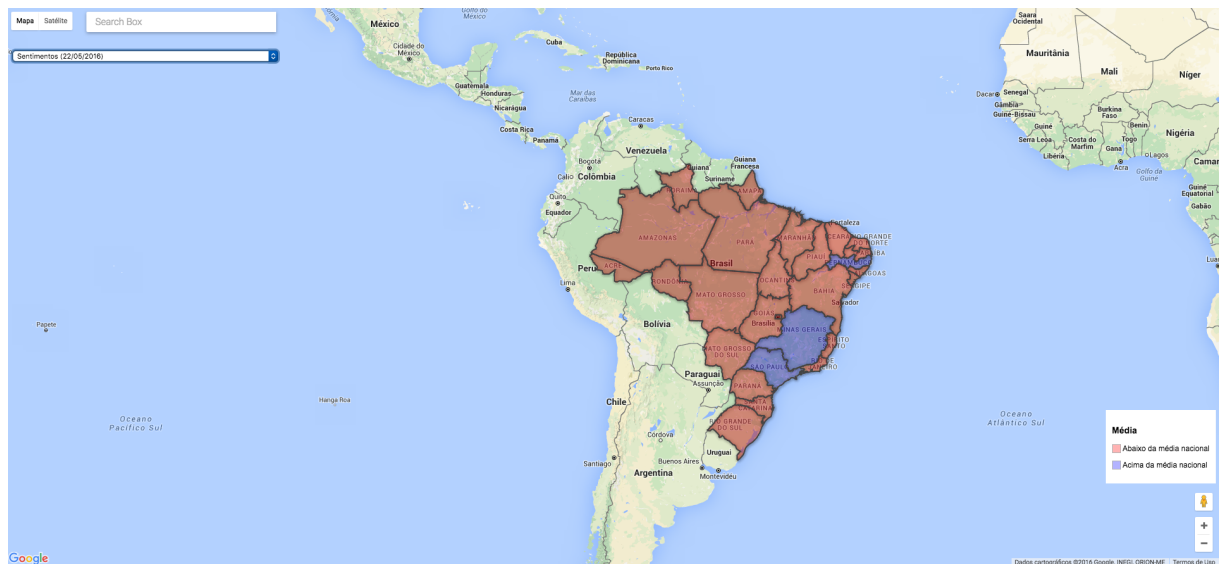 Mapa
Satélite
Search Box
Sentimentos (22/05/2016)
Golfo do
México
México
Cidade do
México
Cuba
República
Dominicana
Porto Rico
Guatemala
Honduras
Mar das
Caraíbas
Nicarágua
Costa Rica
Panamá
Caracas
Venezuela
Guiana
Guiana
Francesa
Suriname
Bogotá
Calio
Colômbia
Quito
Equador
Saara
Ocidental
Mauritânia
Mali
Níger
Dacar
Senegal
Gâmbia
Guiné-Bissau
Burkina
Faso
Guiné
Benin
Togo
Nigéria
Serra Leoa
Costa do
Marfim
Gana
Libéria
Lagos
Acra
Camar
Golfo da
Guiné
Guiné
Equatorial
Gabão
Luan
RORAIMA
AMAPÁ
AMAZONAS
PARÁ
MARANHÃO
Fortaleza
CEARÁ
RIO GRANDE
DO NORTE
PARAÍBA
PIAUÍ
PERNAMBUCO
ALAGOAS
SERGIPE
Brasil
ACRE
Peru
Lima
RONDÔNIA
TOCANTINS
MATO GROSSO
BAHIA
Salvador
GOIÁS
Brasília
MINAS GERAIS
Bolívia
ESPÍRITO
SANTO
MATO GROSSO
DO SUL
SÃO PAULO
RIO DE
JANEIRO
Paraguai
Assunção
PARANÁ
SANTA
CATARINA
Chile
RIO GRANDE
DO SUL
Córdova
Uruguai
Santiago
Buenos Aires
Montevideu
Argentina
Papete
Hanga Roa
Oceano
Pacífico Sul
Oceano
Atlântico Sul
Média
Abaixo da média nacional
Acima da média nacional
+
−
Google
Dados cartográficos ©2016 Google, INEGI, ORION-ME
Termos de Uso